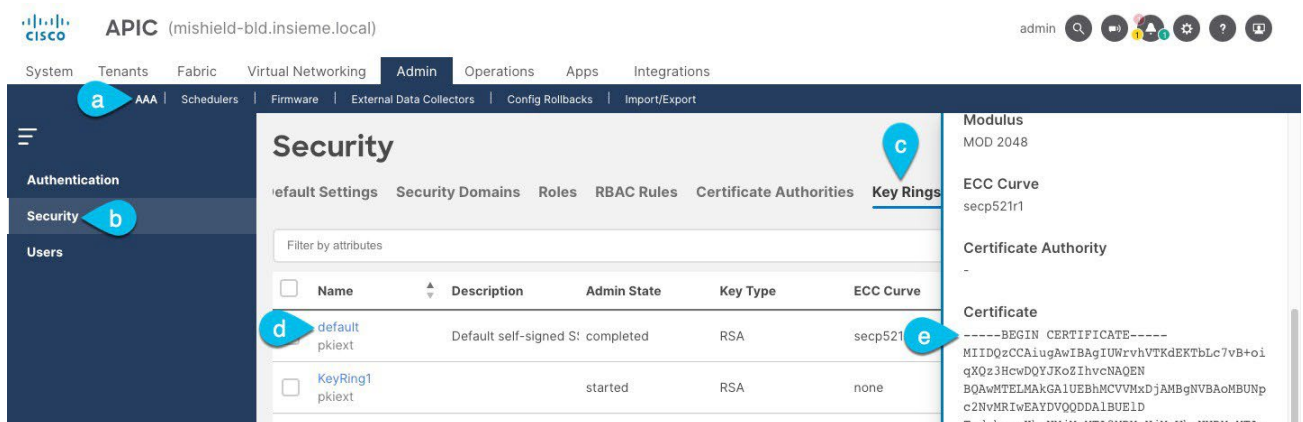 CISCO APIC (mishield-bld.insieme.local) admin
1 1 ?
System Tenants Fabric Virtual Networking Admin Operations Apps Integrations
a AAA | Schedulers | Firmware | External Data Collectors | Config Rollbacks | Import/Export
Authentication
Security b
Users
Security
efault Settings Security Domains Roles RBAC Rules Certificate Authorities Key Rings
c
Filter by attributes
Name Description Admin State Key Type ECC Curve
d default Default self-signed S completed RSA secp521
pkiext
KeyRing1 started RSA none
pkiext
Modulus
MOD 2048
ECC Curve
secp521r1
Certificate Authority
-
Certificate
e -----BEGIN CERTIFICATE-----
MIIDQzCCAiugAwIBAgIUWrvhVTKdEKTbLc7vB+oi
qXQz3HcwDQYJKoZIhvcNAQEN
BQAwMTELMAkGA1UEBhMCVVMxDjAMBgNVBAoMBUNp
c2NvMRIwEAYDVQQDDAlBUElD